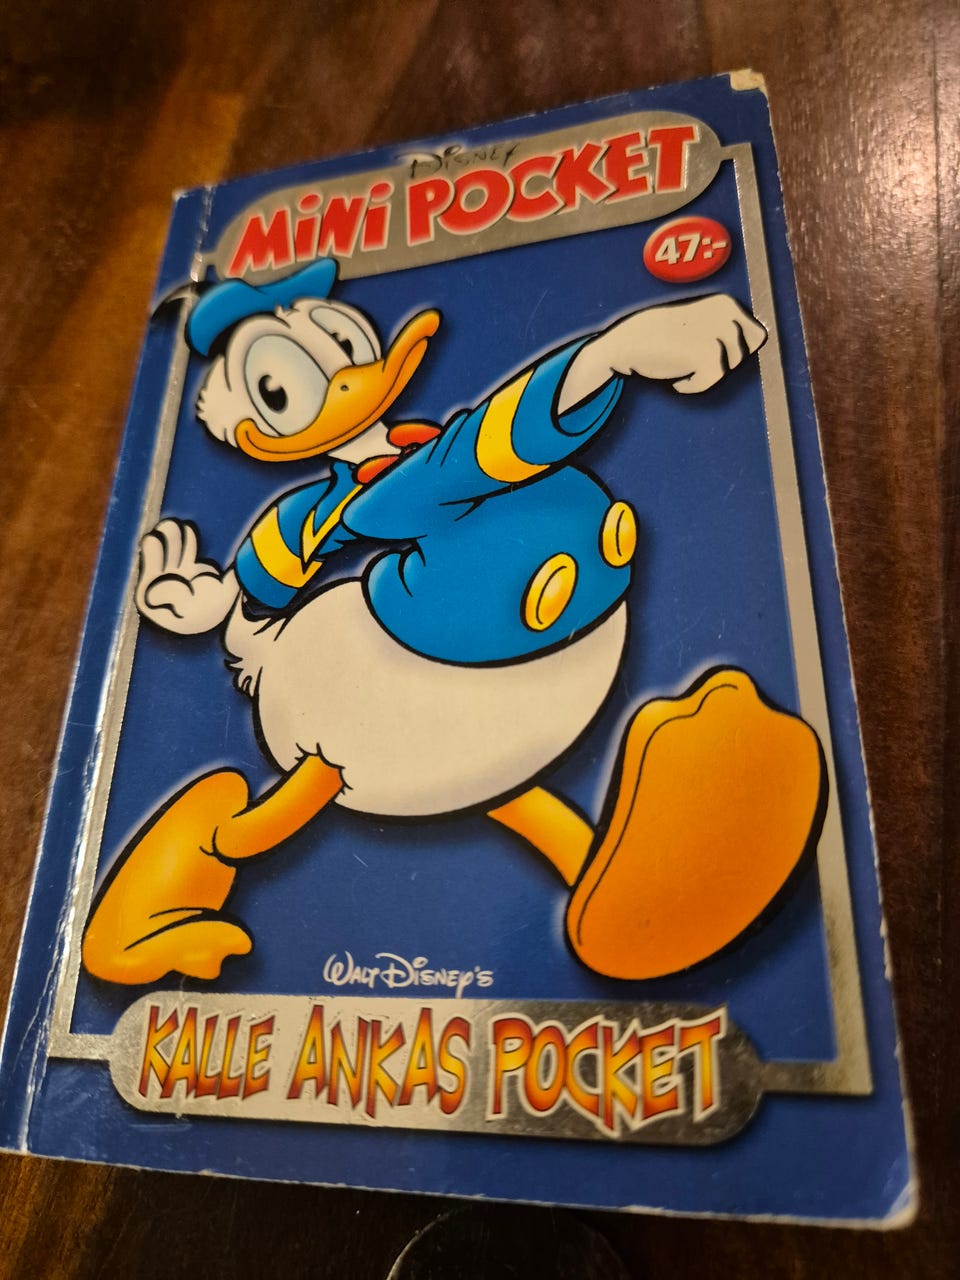 Disney
MiNi POCKET
47:-
Walt Disney's
KALLE ANKAS POCKET